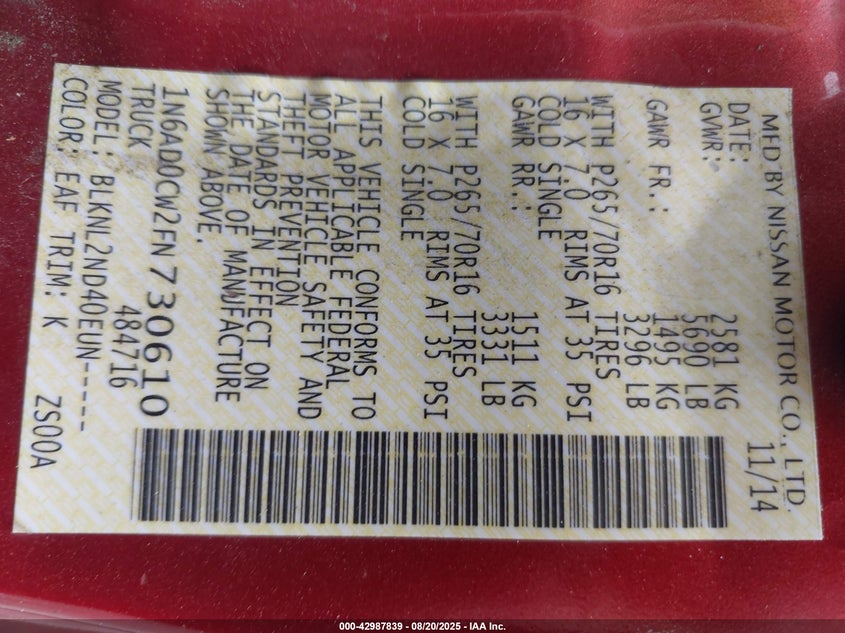 MFD BY NISSAN MOTOR CO., LTD.
DATE: 11/14
GVWR: 2581 KG
5690 LB
GAWR FR.: 1495 KG
3296 LB
WITH P265/70R16 TIRES
16 X 7.0 RIMS AT 35 PSI
COLD SINGLE
GAWR RR.: 1511 KG
3331 LB
WITH P265/70R16 TIRES
16 X 7.0 RIMS AT 35 PSI
COLD SINGLE
THIS VEHICLE CONFORMS TO
ALL APPLICABLE FEDERAL
MOTOR VEHICLE SAFETY AND
THEFT PREVENTION
STANDARDS IN EFFECT ON
THE DATE OF MANUFACTURE
SHOWN ABOVE.
1N6AD0CW2FN730610
TRUCK 484716
MODEL: BLKNL2ND40EUN-----
COLOR: EAF TRIM: K ZS00A
000-42987839 - 08/20/2025 - IAA Inc.